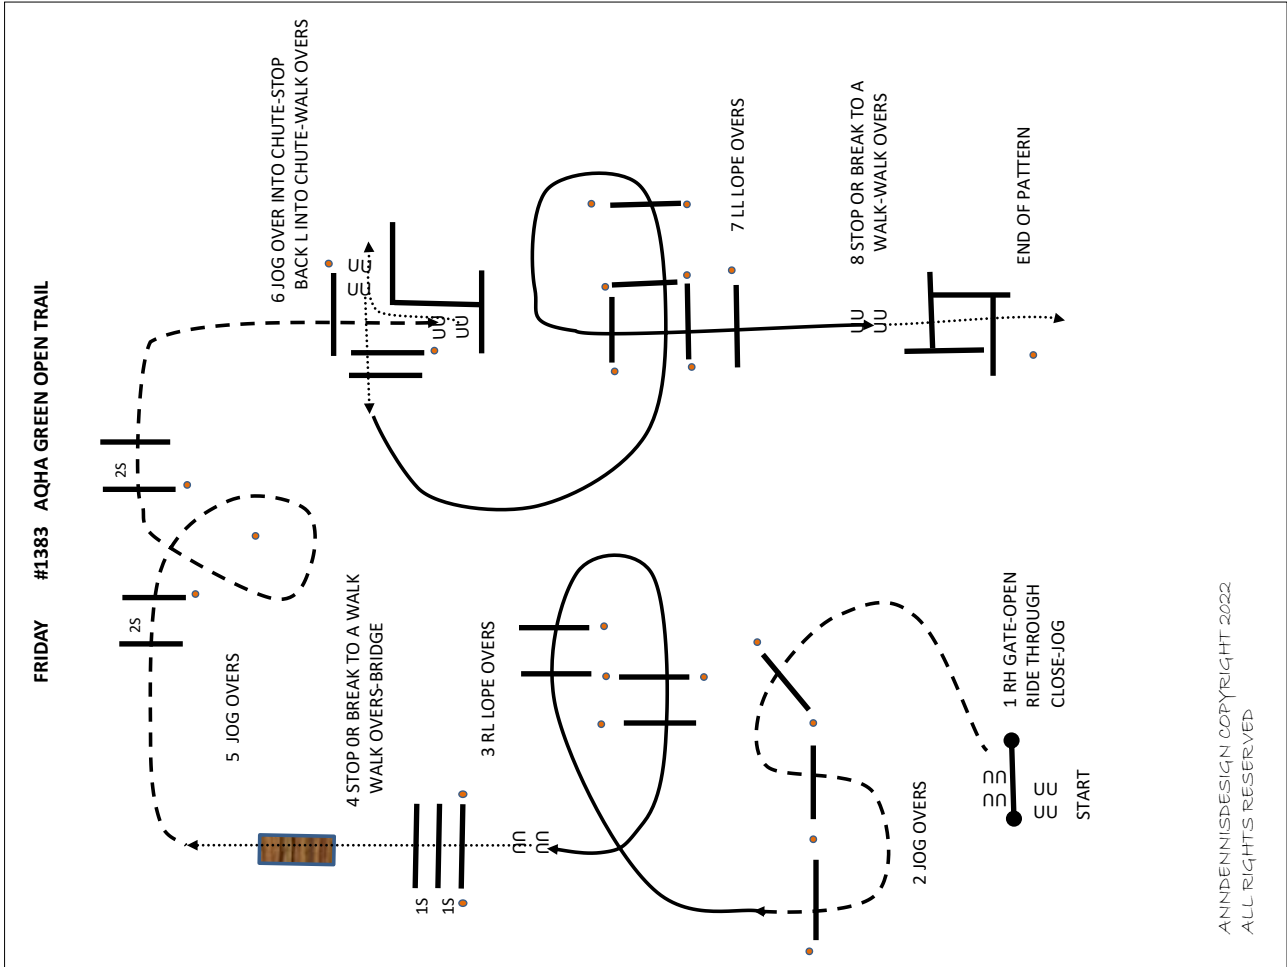 FRIDAY #1383 AQHA GREEN OPEN TRAIL
1 RH GATE-OPEN
RIDE THROUGH
CLOSE-JOG
START
2 JOG OVERS
3 RL LOPE OVERS
4 STOP OR BREAK TO A WALK
WALK OVERS-BRIDGE
1S
1S
5 JOG OVERS
2S
2S
6 JOG OVER INTO CHUTE-STOP
BACK L INTO CHUTE-WALK OVERS
7 LL LOPE OVERS
8 STOP OR BREAK TO A
WALK-WALK OVERS
END OF PATTERN
ANNDENNISDESIGN COPYRIGHT 2022
ALL RIGHTS RESERVED